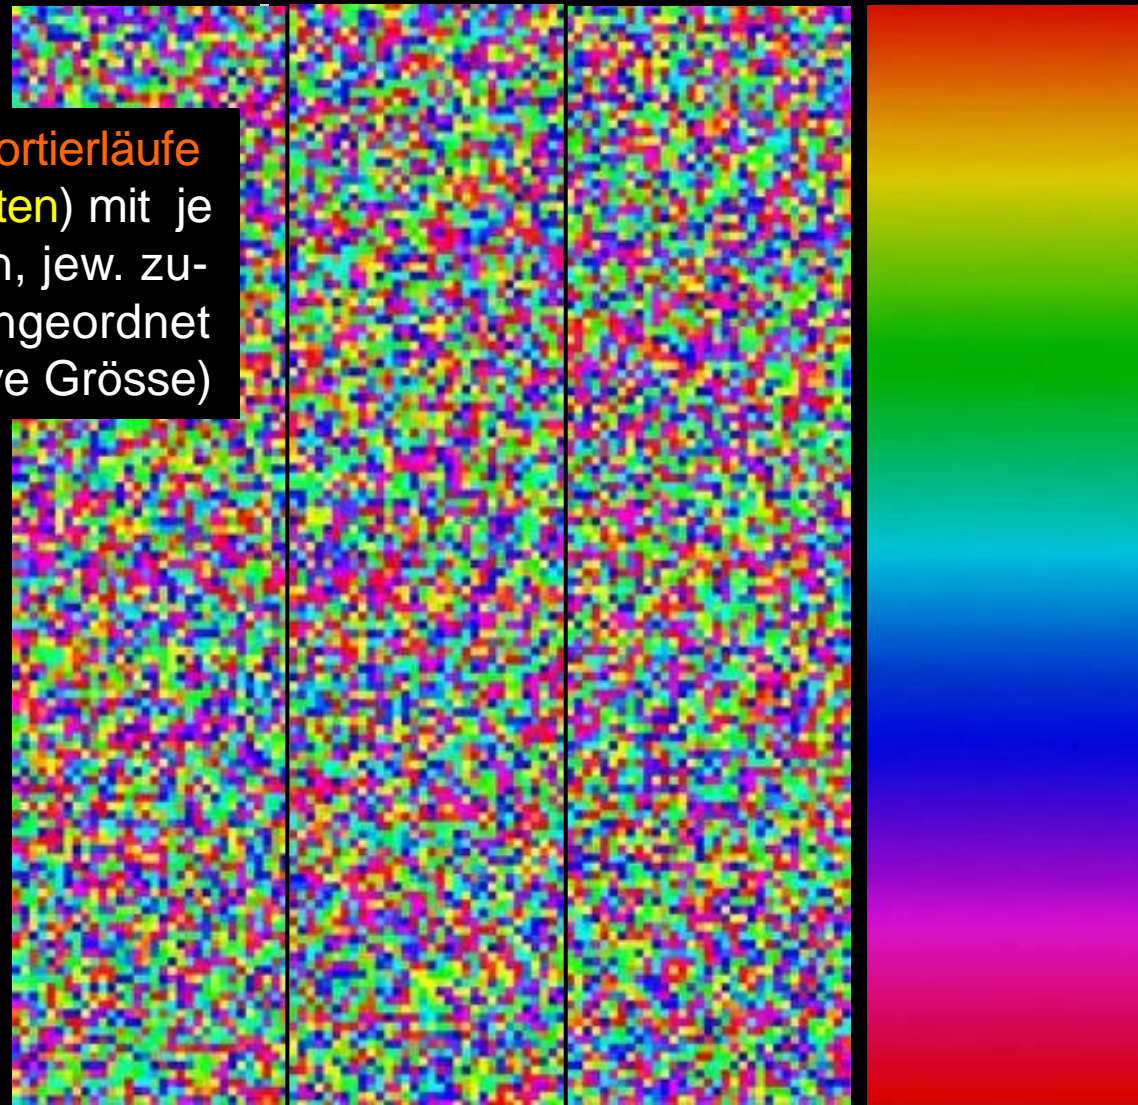 ortierläufe
ten) mit je
n, jew. zu-
ngeordnet
ve Grösse)